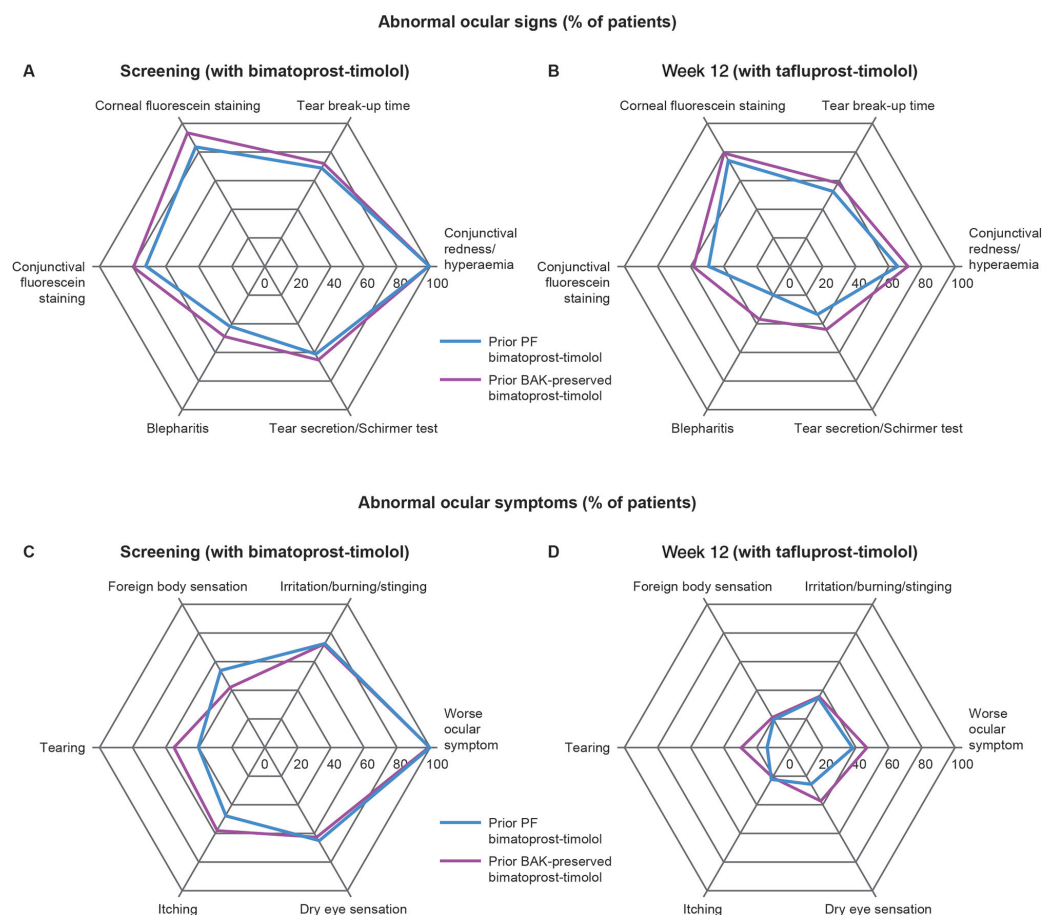 Abnormal ocular signs (% of patients)
A
Screening (with bimatoprost-timolol)
Corneal fluorescein staining
Tear break-up time
Conjunctival
redness/
hyperaemia
Conjunctival
fluorescein
staining
0 20 40 60 80 100
Blepharitis
Tear secretion/Schirmer test
Prior PF
bimatoprost-timolol
Prior BAK-preserved
bimatoprost-timolol
B
Week 12 (with tafluprost-timolol)
Corneal fluorescein staining
Tear break-up time
Conjunctival
redness/
hyperaemia
Conjunctival
fluorescein
staining
0 20 40 60 80 100
Blepharitis
Tear secretion/Schirmer test
Abnormal ocular symptoms (% of patients)
C
Screening (with bimatoprost-timolol)
Foreign body sensation
Irritation/burning/stinging
Worse
ocular
symptom
Tearing
0 20 40 60 80 100
Itching
Dry eye sensation
Prior PF
bimatoprost-timolol
Prior BAK-preserved
bimatoprost-timolol
D
Week 12 (with tafluprost-timolol)
Foreign body sensation
Irritation/burning/stinging
Worse
ocular
symptom
Tearing
0 20 40 60 80 100
Itching
Dry eye sensation